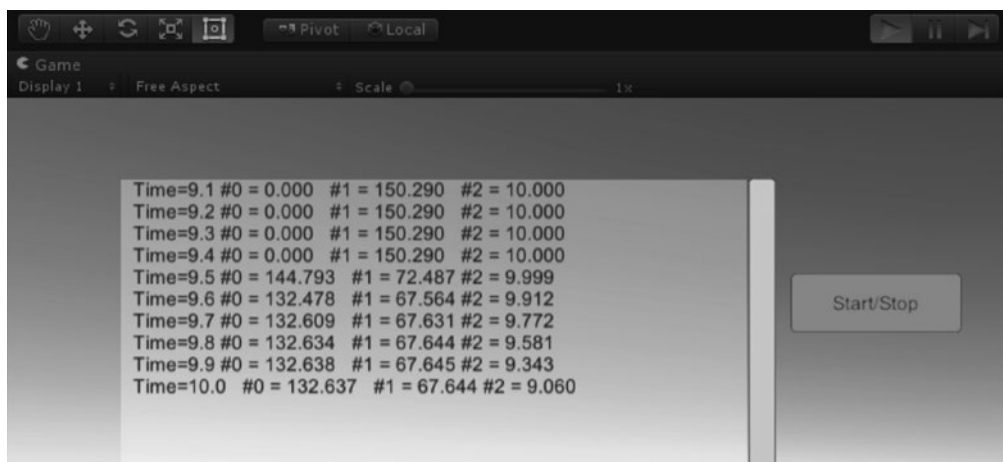 Pivot Local
Game
Display 1 Free Aspect Scale 1x
Time=9.1 #0 = 0.000 #1 = 150.290 #2 = 10.000
Time=9.2 #0 = 0.000 #1 = 150.290 #2 = 10.000
Time=9.3 #0 = 0.000 #1 = 150.290 #2 = 10.000
Time=9.4 #0 = 0.000 #1 = 150.290 #2 = 10.000
Time=9.5 #0 = 144.793 #1 = 72.487 #2 = 9.999
Time=9.6 #0 = 132.478 #1 = 67.564 #2 = 9.912
Start/Stop
Time=9.7 #0 = 132.609 #1 = 67.631 #2 = 9.772
Time=9.8 #0 = 132.634 #1 = 67.644 #2 = 9.581
Time=9.9 #0 = 132.638 #1 = 67.645 #2 = 9.343
Time=10.0 #0 = 132.637 #1 = 67.644 #2 = 9.060